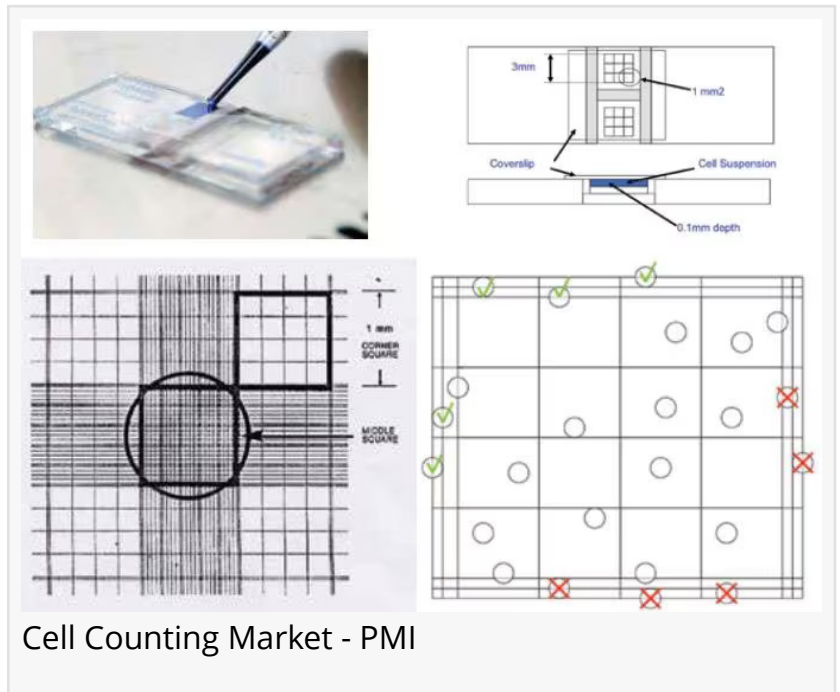 3mm
1 mm2
Coverslip
Cell Suspension
0.1mm depth
1 mm
CORNER
SQUARE
MIDDLE
SQUARE
Cell Counting Market - PMI